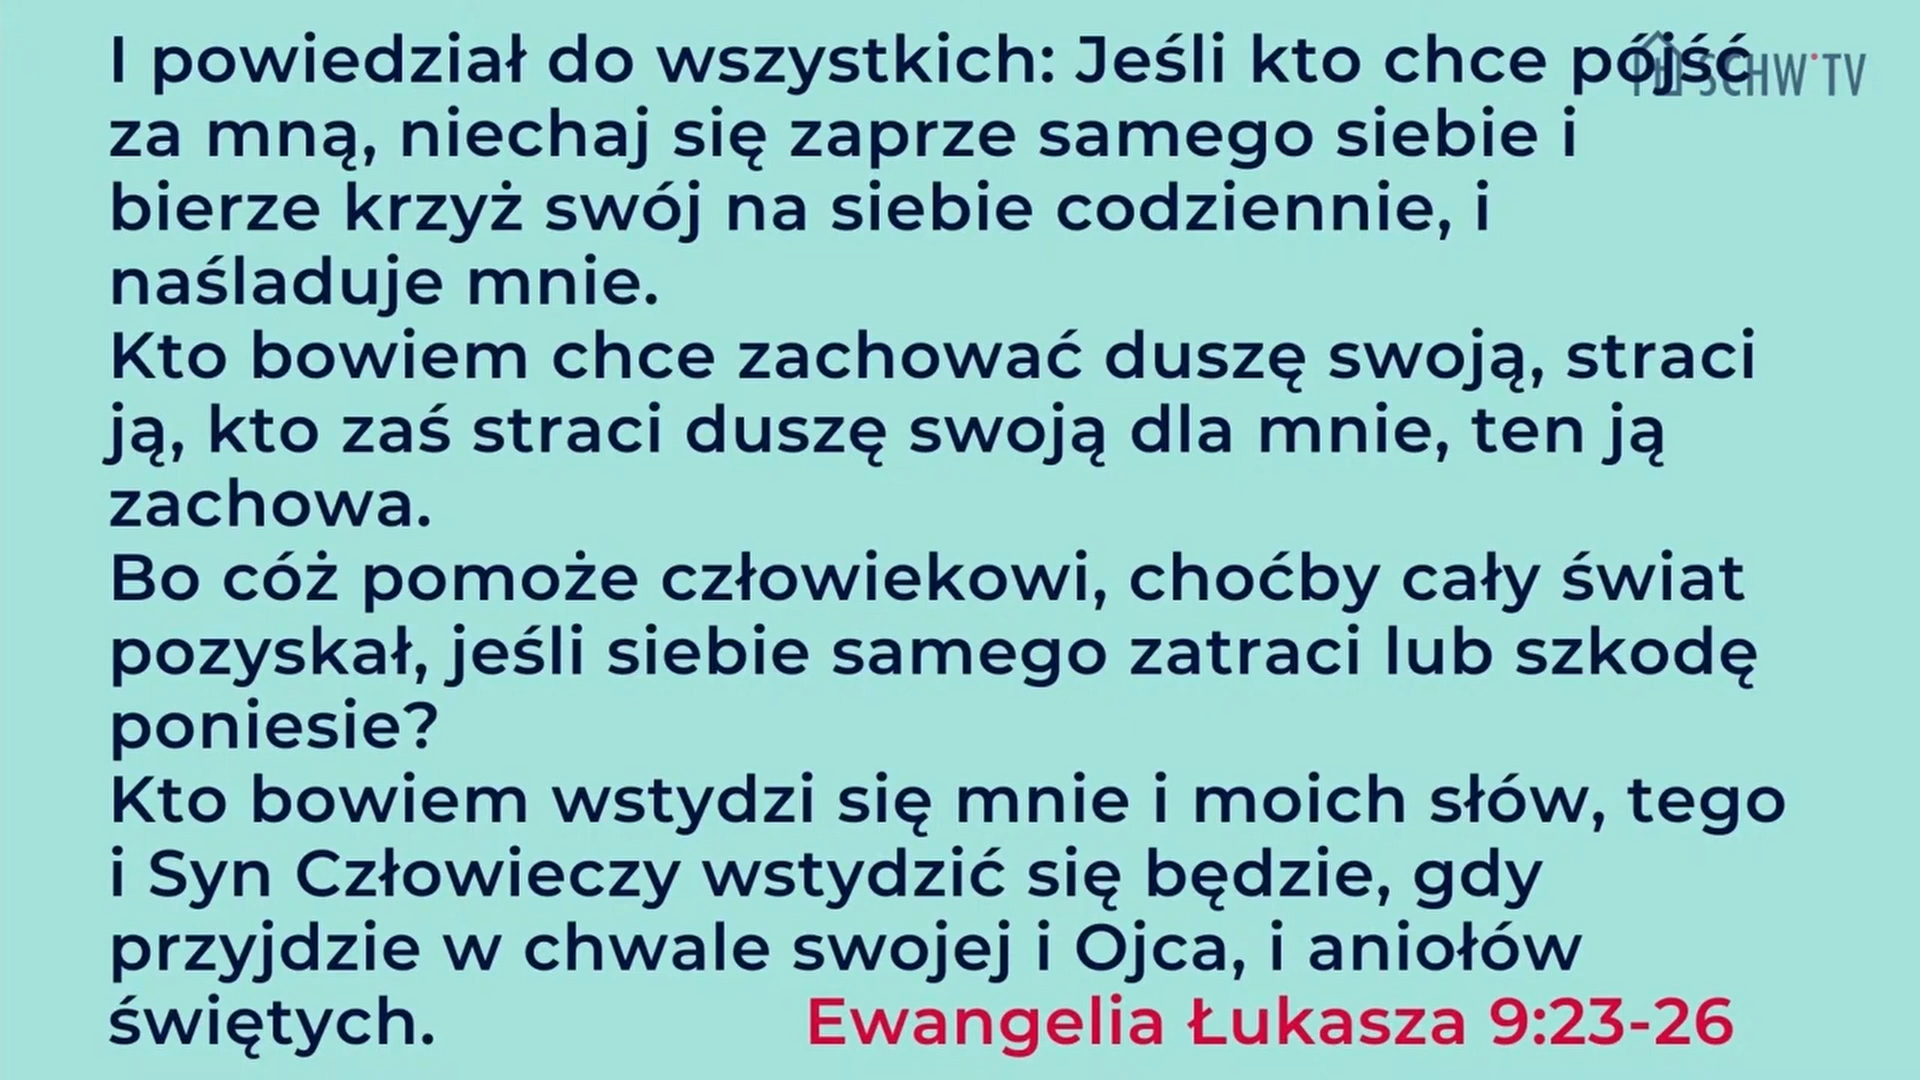 I powiedział do wszystkich: Jeśli kto chce pójść
za mną, niechaj się zaprze samego siebie i
bierze krzyż swój na siebie codziennie, i
naśladuje mnie.
Kto bowiem chce zachować duszę swoją, straci
ją, kto zaś straci duszę swoją dla mnie, ten ją
zachowa.
Bo cóż pomoże człowiekowi, choćby cały świat
pozyskał, jeśli siebie samego zatraci lub szkodę
poniesie?
Kto bowiem wstydzi się mnie i moich słów, tego
i Syn Człowieczy wstydzić się będzie, gdy
przyjdzie w chwale swojej i Ojca, i aniołów
świętych.
Ewangelia Łukasza 9:23-26
SCHW TV